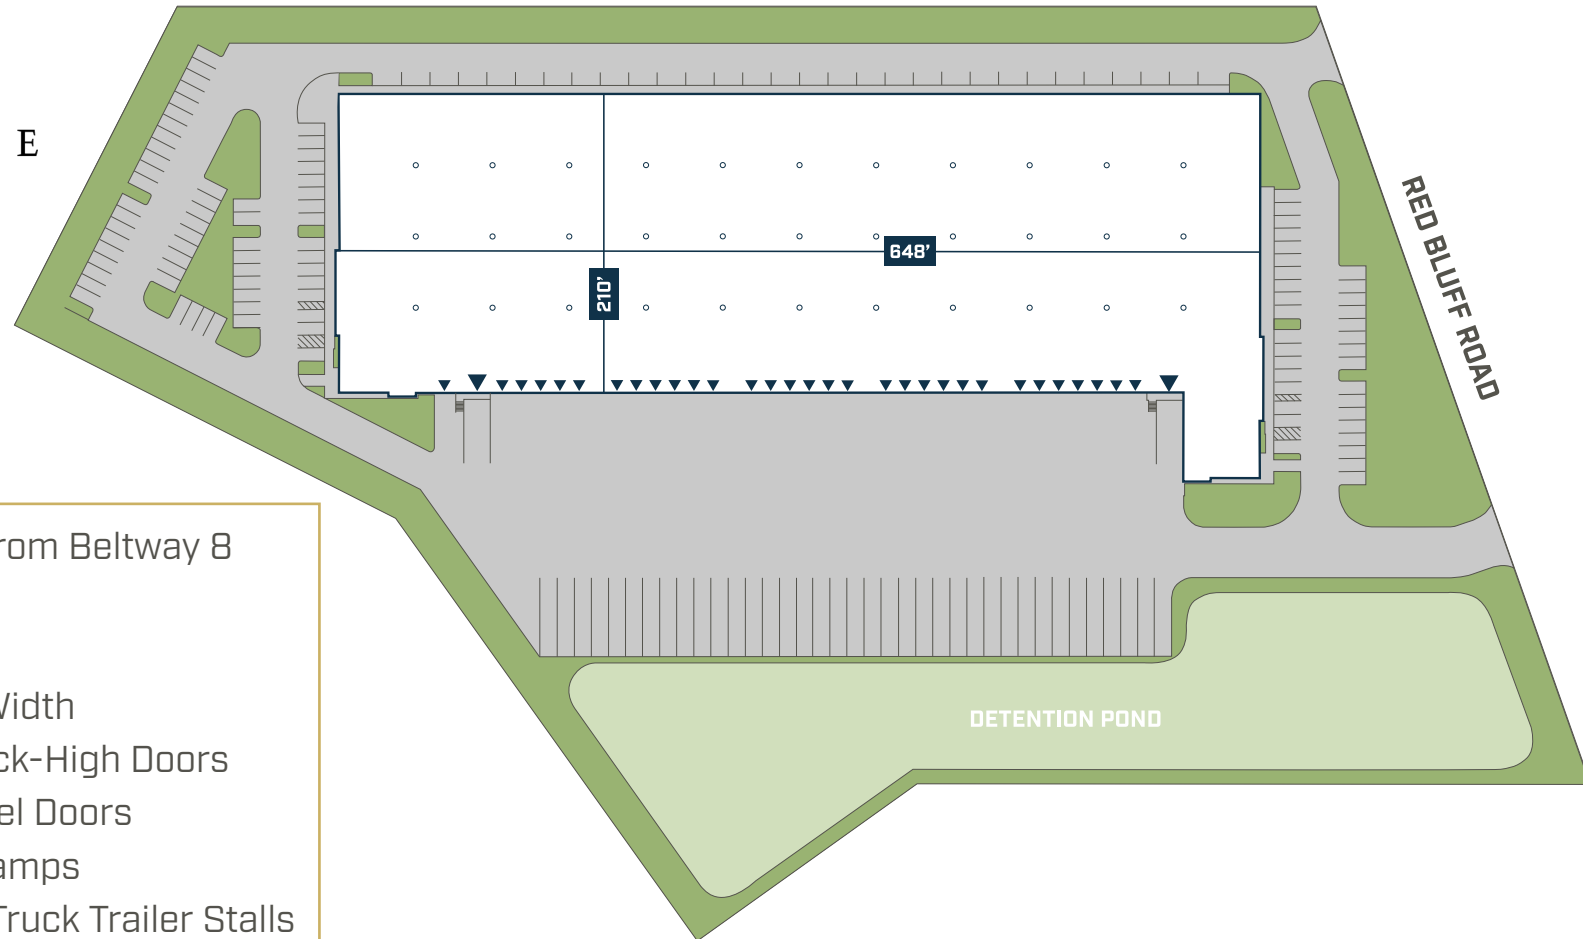 E
RED BLUFF ROAD
648’
210’
rom Beltway 8
DETENTION POND
Width
ck-High Doors
el Doors
amps
Truck Trailer Stalls